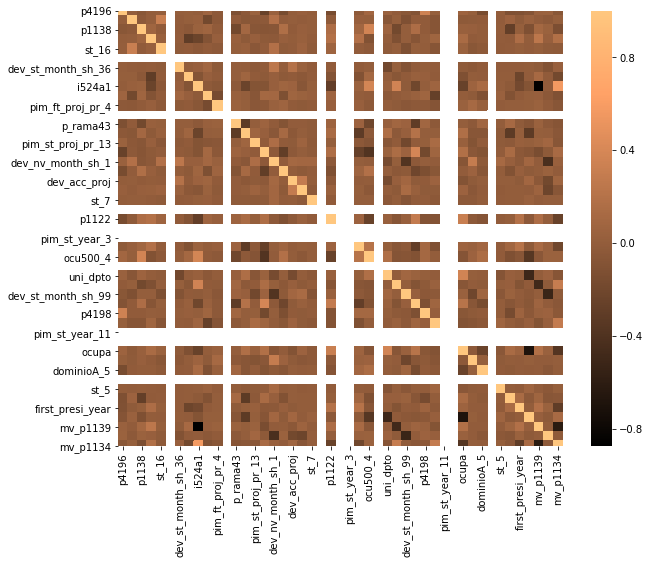 p4196
p1138
st_16
dev_st_month_sh_36
i524a1
pim_ft_proj_pr_4
p_rama43
pim_st_proj_pr_13
dev_nv_month_sh_1
dev_acc_proj
st_7
p1122
pim_st_year_3
ocu500_4
uni_dpto
dev_st_month_sh_99
p4198
pim_st_year_11
ocupa
dominioA_5
st_5
first_presi_year
mv_p1139
mv_p1134
p4196
p1138
st_16
dev_st_month_sh_36
i524a1
pim_ft_proj_pr_4
p_rama43
pim_st_proj_pr_13
dev_nv_month_sh_1
dev_acc_proj
st_7
p1122
pim_st_year_3
ocu500_4
uni_dpto
dev_st_month_sh_99
p4198
pim_st_year_11
ocupa
dominioA_5
st_5
first_presi_year
mv_p1139
mv_p1134
0.8
0.4
0.0
−0.4
−0.8